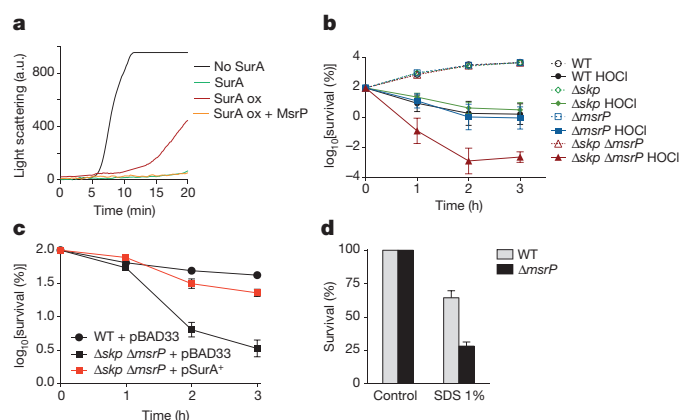 a
Light scattering (a.u.)
800
400
0
0 5 10 15 20
Time (min)
No SurA
SurA
SurA ox
SurA ox + MsrP
b
log10[survival (%)]
4
2
0
−2
−4
0 1 2 3
Time (h)
WT
WT HOCl
Δskp
Δskp HOCl
ΔmsrP
ΔmsrP HOCl
Δskp ΔmsrP
Δskp ΔmsrP HOCl
c
log10[survival (%)]
2.0
1.5
1.0
0.5
0
0 1 2 3
Time (h)
WT + pBAD33
Δskp ΔmsrP + pBAD33
Δskp ΔmsrP + pSurA⁺
d
Survival (%)
100
75
50
25
0
Control SDS 1%
WT
ΔmsrP